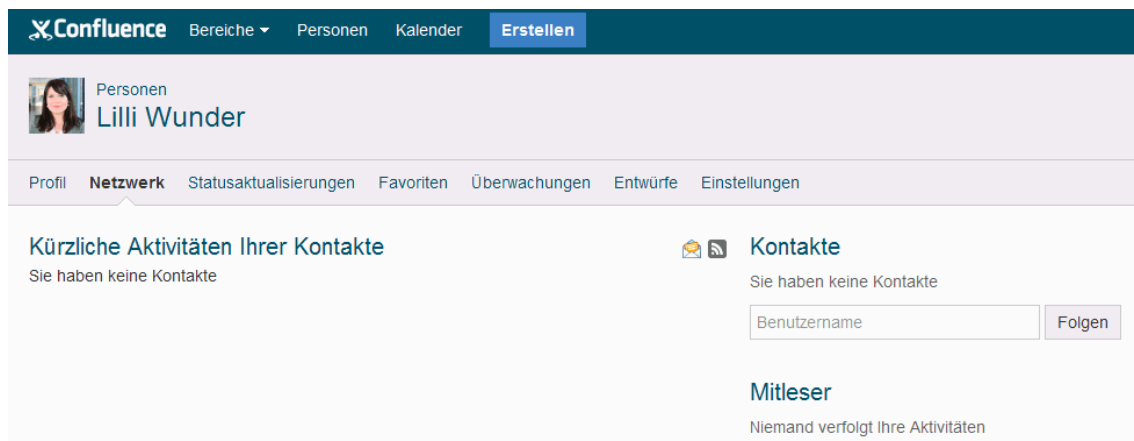 Confluence Bereiche Personen Kalender Erstellen
Personen
Lilli Wunder
Profil Netzwerk Statusaktualisierungen Favoriten Überwachungen Entwürfe Einstellungen
Kürzliche Aktivitäten Ihrer Kontakte
Sie haben keine Kontakte
Kontakte
Sie haben keine Kontakte
Benutzername Folgen
Mitleser
Niemand verfolgt Ihre Aktivitäten